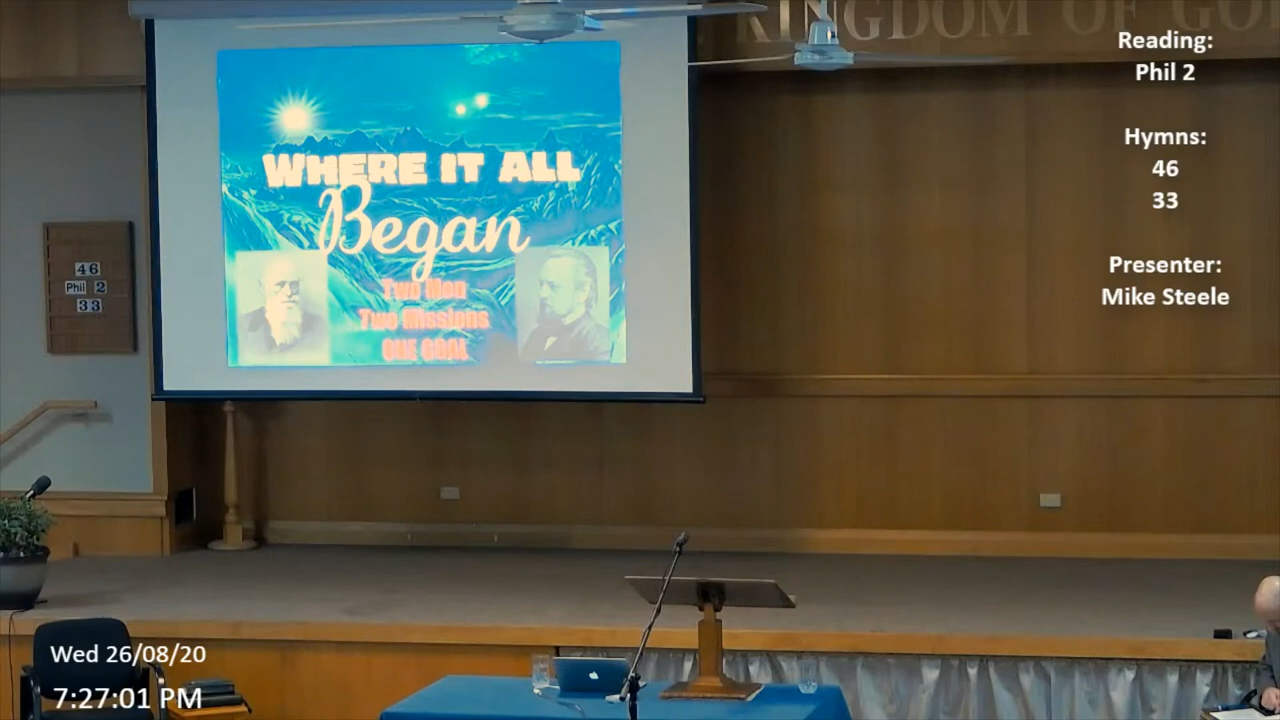 KINGDOM OF GO
Reading:
Phil 2
Hymns:
46
33
Presenter:
Mike Steele
WHERE IT ALL
Began
Two Men
Two Missions
ONE GOAL
46
Phil 2
33
Wed 26/08/20
7:27:01 PM